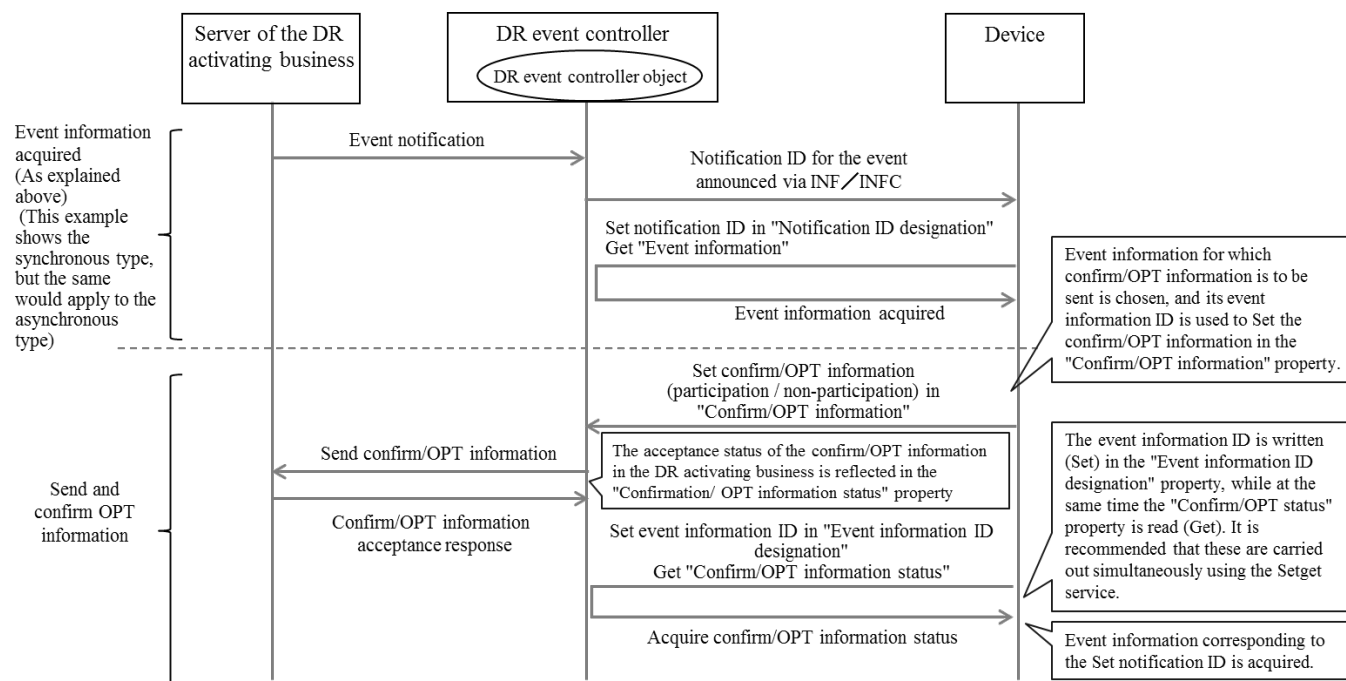 Server of the DR
activating business
DR event controller
DR event controller object
Device
Event information
acquired
(As explained
above)
(This example
shows the
synchronous type,
but the same
would apply to the
asynchronous
type)
Event notification
Notification ID for the event
announced via INF／INFC
Set notification ID in "Notification ID designation"
Get "Event information"
Event information acquired
Event information for which
confirm/OPT information is to be
sent is chosen, and its event
information ID is used to Set the
confirm/OPT information in the
"Confirm/OPT information" property.
Set confirm/OPT information
(participation / non-participation) in
"Confirm/OPT information"
Send confirm/OPT information
The acceptance status of the confirm/OPT information
in the DR activating business is reflected in the
"Confirmation/ OPT information status" property
Send and
confirm OPT
information
Confirm/OPT information
acceptance response
Set event information ID in "Event information ID
designation"
Get "Confirm/OPT information status"
Acquire confirm/OPT information status
The event information ID is written
(Set) in the "Event information ID
designation" property, while at the
same time the "Confirm/OPT status"
property is read (Get). It is
recommended that these are carried
out simultaneously using the Setget
service.
Event information corresponding to
the Set notification ID is acquired.